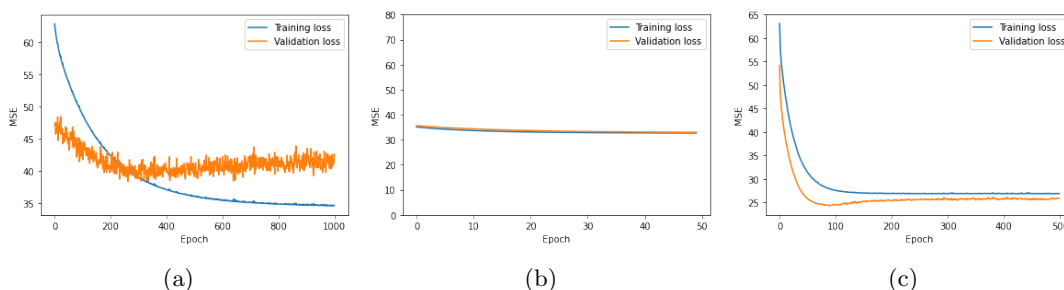 Training loss
Validation loss
60
55
50
45
40
35
MSE
0 200 400 600 800 1000
Epoch
(a)
Training loss
Validation loss
80
70
60
50
40
30
20
10
0
MSE
0 10 20 30 40 50
Epoch
(b)
Training loss
Validation loss
65
60
55
50
45
40
35
30
25
MSE
0 100 200 300 400 500
Epoch
(c)